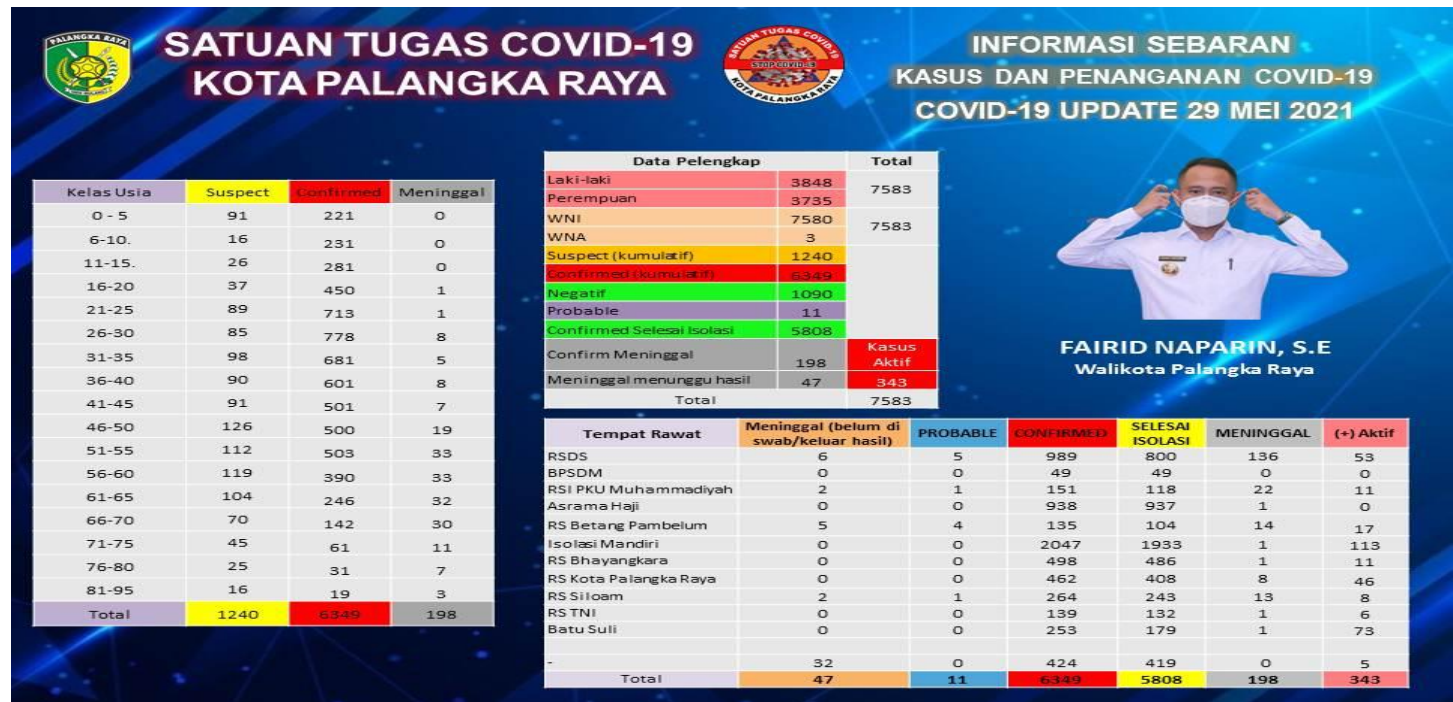 PALANGKA RAYA
SATUAN TUGAS COVID-19
KOTA PALANGKA RAYA
SATUAN TUGAS COVID-19
STOP COVID-19
KOTA PALANGKA RAYA
INFORMASI SEBARAN
KASUS DAN PENANGANAN COVID-19
COVID-19 UPDATE 29 MEI 2021
Kelas Usia Suspect Confirmed Meninggal
0 - 5 91 221 0
6-10. 16 231 0
11-15. 26 281 0
16-20 37 450 1
21-25 89 713 1
26-30 85 778 8
31-35 98 681 5
36-40 90 601 8
41-45 91 501 7
46-50 126 500 19
51-55 112 503 33
56-60 119 390 33
61-65 104 246 32
66-70 70 142 30
71-75 45 61 11
76-80 25 31 7
81-95 16 19 3
Total 1240 6349 198
Data Pelengkap Total
Laki-laki 3848 7583
Perempuan 3735
WNI 7580 7583
WNA 3
Suspect (kumulatif) 1240
Confirmed (kumulatif) 6349
Negatif 1090
Probable 11
Confirmed Selesai Isolasi 5808
Confirm Meninggal 198 Kasus Aktif
Meninggal menunggu hasil 47 343
Total 7583
FAIRID NAPARIN, S.E
Walikota Palangka Raya
Tempat Rawat Meninggal (belum di swab/keluar hasil) PROBABLE CONFIRMED SELESAI ISOLASI MENINGGAL (+) Aktif
RSDS 6 5 989 800 136 53
BPSDM 0 0 49 49 0 0
RSI PKU Muhammadiyah 2 1 151 118 22 11
Asrama Haji 0 0 938 937 1 0
RS Betang Pambelum 5 4 135 104 14 17
Isolasi Mandiri 0 0 2047 1933 1 113
RS Bhayangkara 0 0 498 486 1 11
RS Kota Palangka Raya 0 0 462 408 8 46
RS Siloam 2 1 264 243 13 8
RS TNI 0 0 139 132 1 6
Batu Suli 0 0 253 179 1 73
- 32 0 424 419 0 5
Total 47 11 6349 5808 198 343